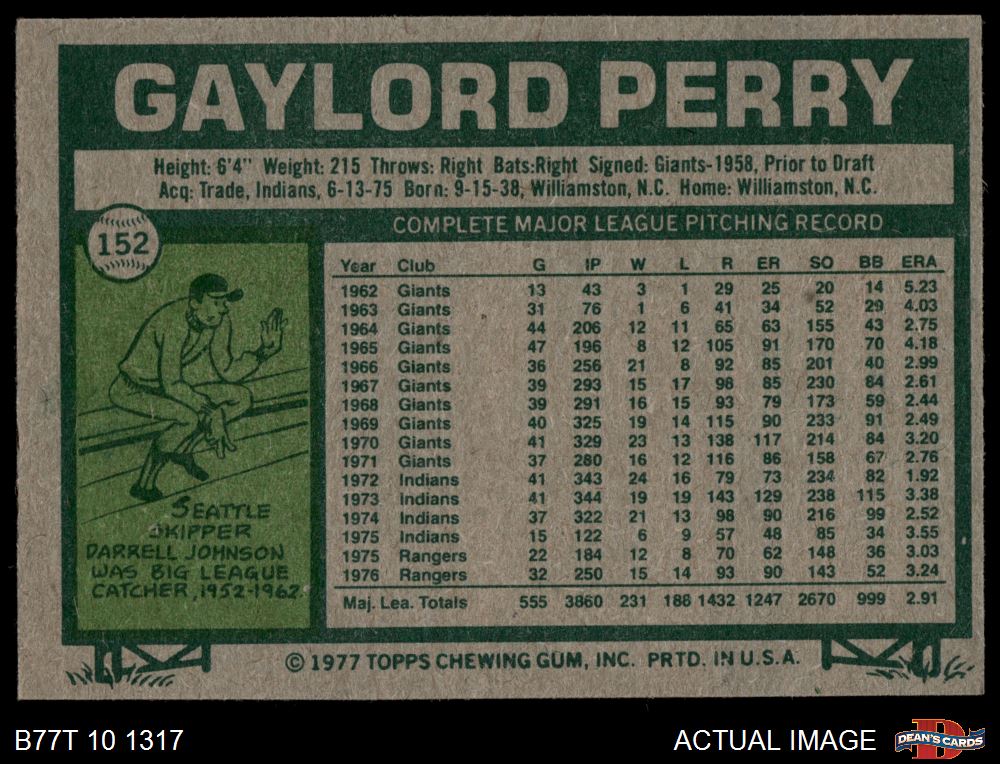 GAYLORD PERRY
Height: 6'4" Weight: 215 Throws: Right Bats:Right Signed: Giants-1958, Prior to Draft
Acq: Trade, Indians, 6-13-75 Born: 9-15-38, Williamston, N.C. Home: Williamston, N.C.
152
COMPLETE MAJOR LEAGUE PITCHING RECORD
Year Club G IP W L R ER SO BB ERA
1962 Giants 13 43 3 1 29 25 20 14 5.23
1963 Giants 31 76 1 6 41 34 52 29 4.03
1964 Giants 44 206 12 11 65 63 155 43 2.75
1965 Giants 47 196 8 12 105 91 170 70 4.18
1966 Giants 36 256 21 8 92 85 201 40 2.99
1967 Giants 39 293 15 17 98 85 230 84 2.61
1968 Giants 39 291 16 15 93 79 173 59 2.44
1969 Giants 40 325 19 14 115 90 233 91 2.49
1970 Giants 41 329 23 13 138 117 214 84 3.20
1971 Giants 37 280 16 12 116 86 158 67 2.76
1972 Indians 41 343 24 16 79 73 234 82 1.92
1973 Indians 41 344 19 19 143 129 238 115 3.38
1974 Indians 37 322 21 13 98 90 216 99 2.52
1975 Indians 15 122 6 9 57 48 85 34 3.55
1975 Rangers 22 184 12 8 70 62 148 36 3.03
1976 Rangers 32 250 15 14 93 90 143 52 3.24
Maj. Lea. Totals 555 3860 231 188 1432 1247 2670 999 2.91
SEATTLE
SKIPPER
DARRELL JOHNSON
WAS BIG LEAGUE
CATCHER, 1952-1962.
© 1977 TOPPS CHEWING GUM, INC. PRTD. IN U.S.A.
B77T 10 1317
ACTUAL IMAGE
DEAN'S CARDS